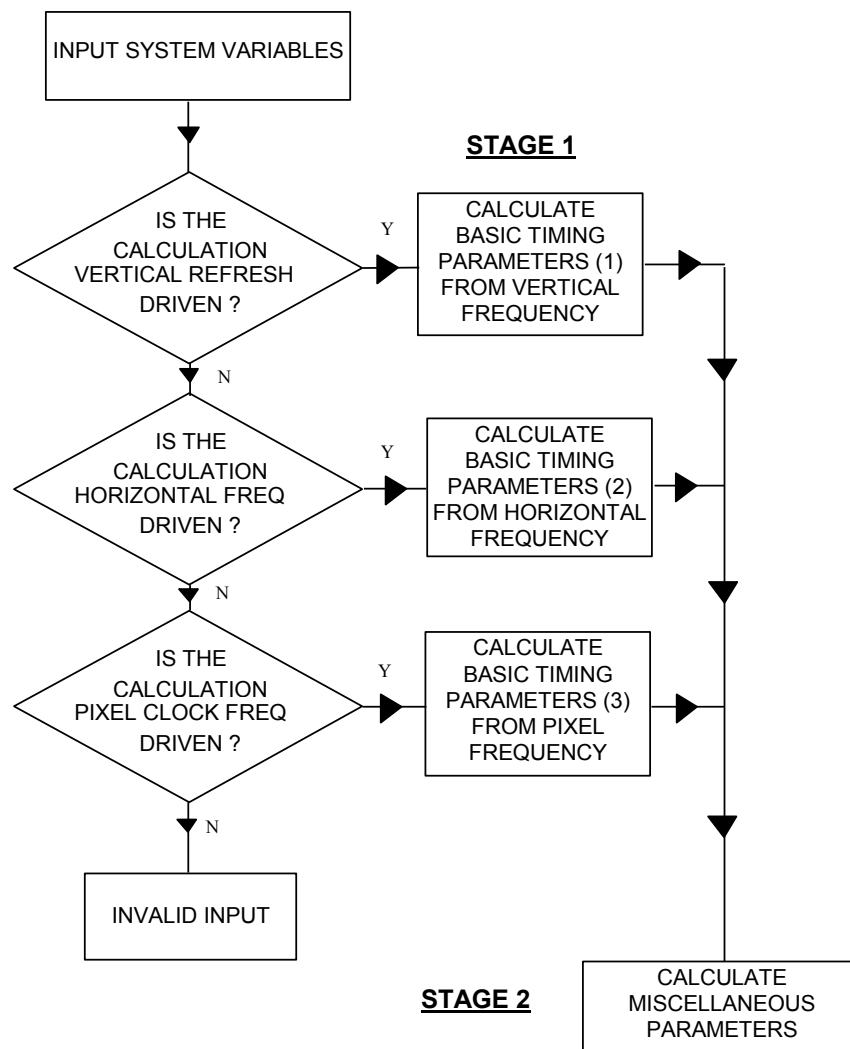 INPUT SYSTEM VARIABLES
STAGE 1
IS THE
CALCULATION
VERTICAL REFRESH
DRIVEN ?
Y
CALCULATE
BASIC TIMING
PARAMETERS (1)
FROM VERTICAL
FREQUENCY
N
IS THE
CALCULATION
HORIZONTAL FREQ
DRIVEN ?
Y
CALCULATE
BASIC TIMING
PARAMETERS (2)
FROM HORIZONTAL
FREQUENCY
N
IS THE
CALCULATION
PIXEL CLOCK FREQ
DRIVEN ?
Y
CALCULATE
BASIC TIMING
PARAMETERS (3)
FROM PIXEL
FREQUENCY
N
INVALID INPUT
STAGE 2
CALCULATE
MISCELLANEOUS
PARAMETERS